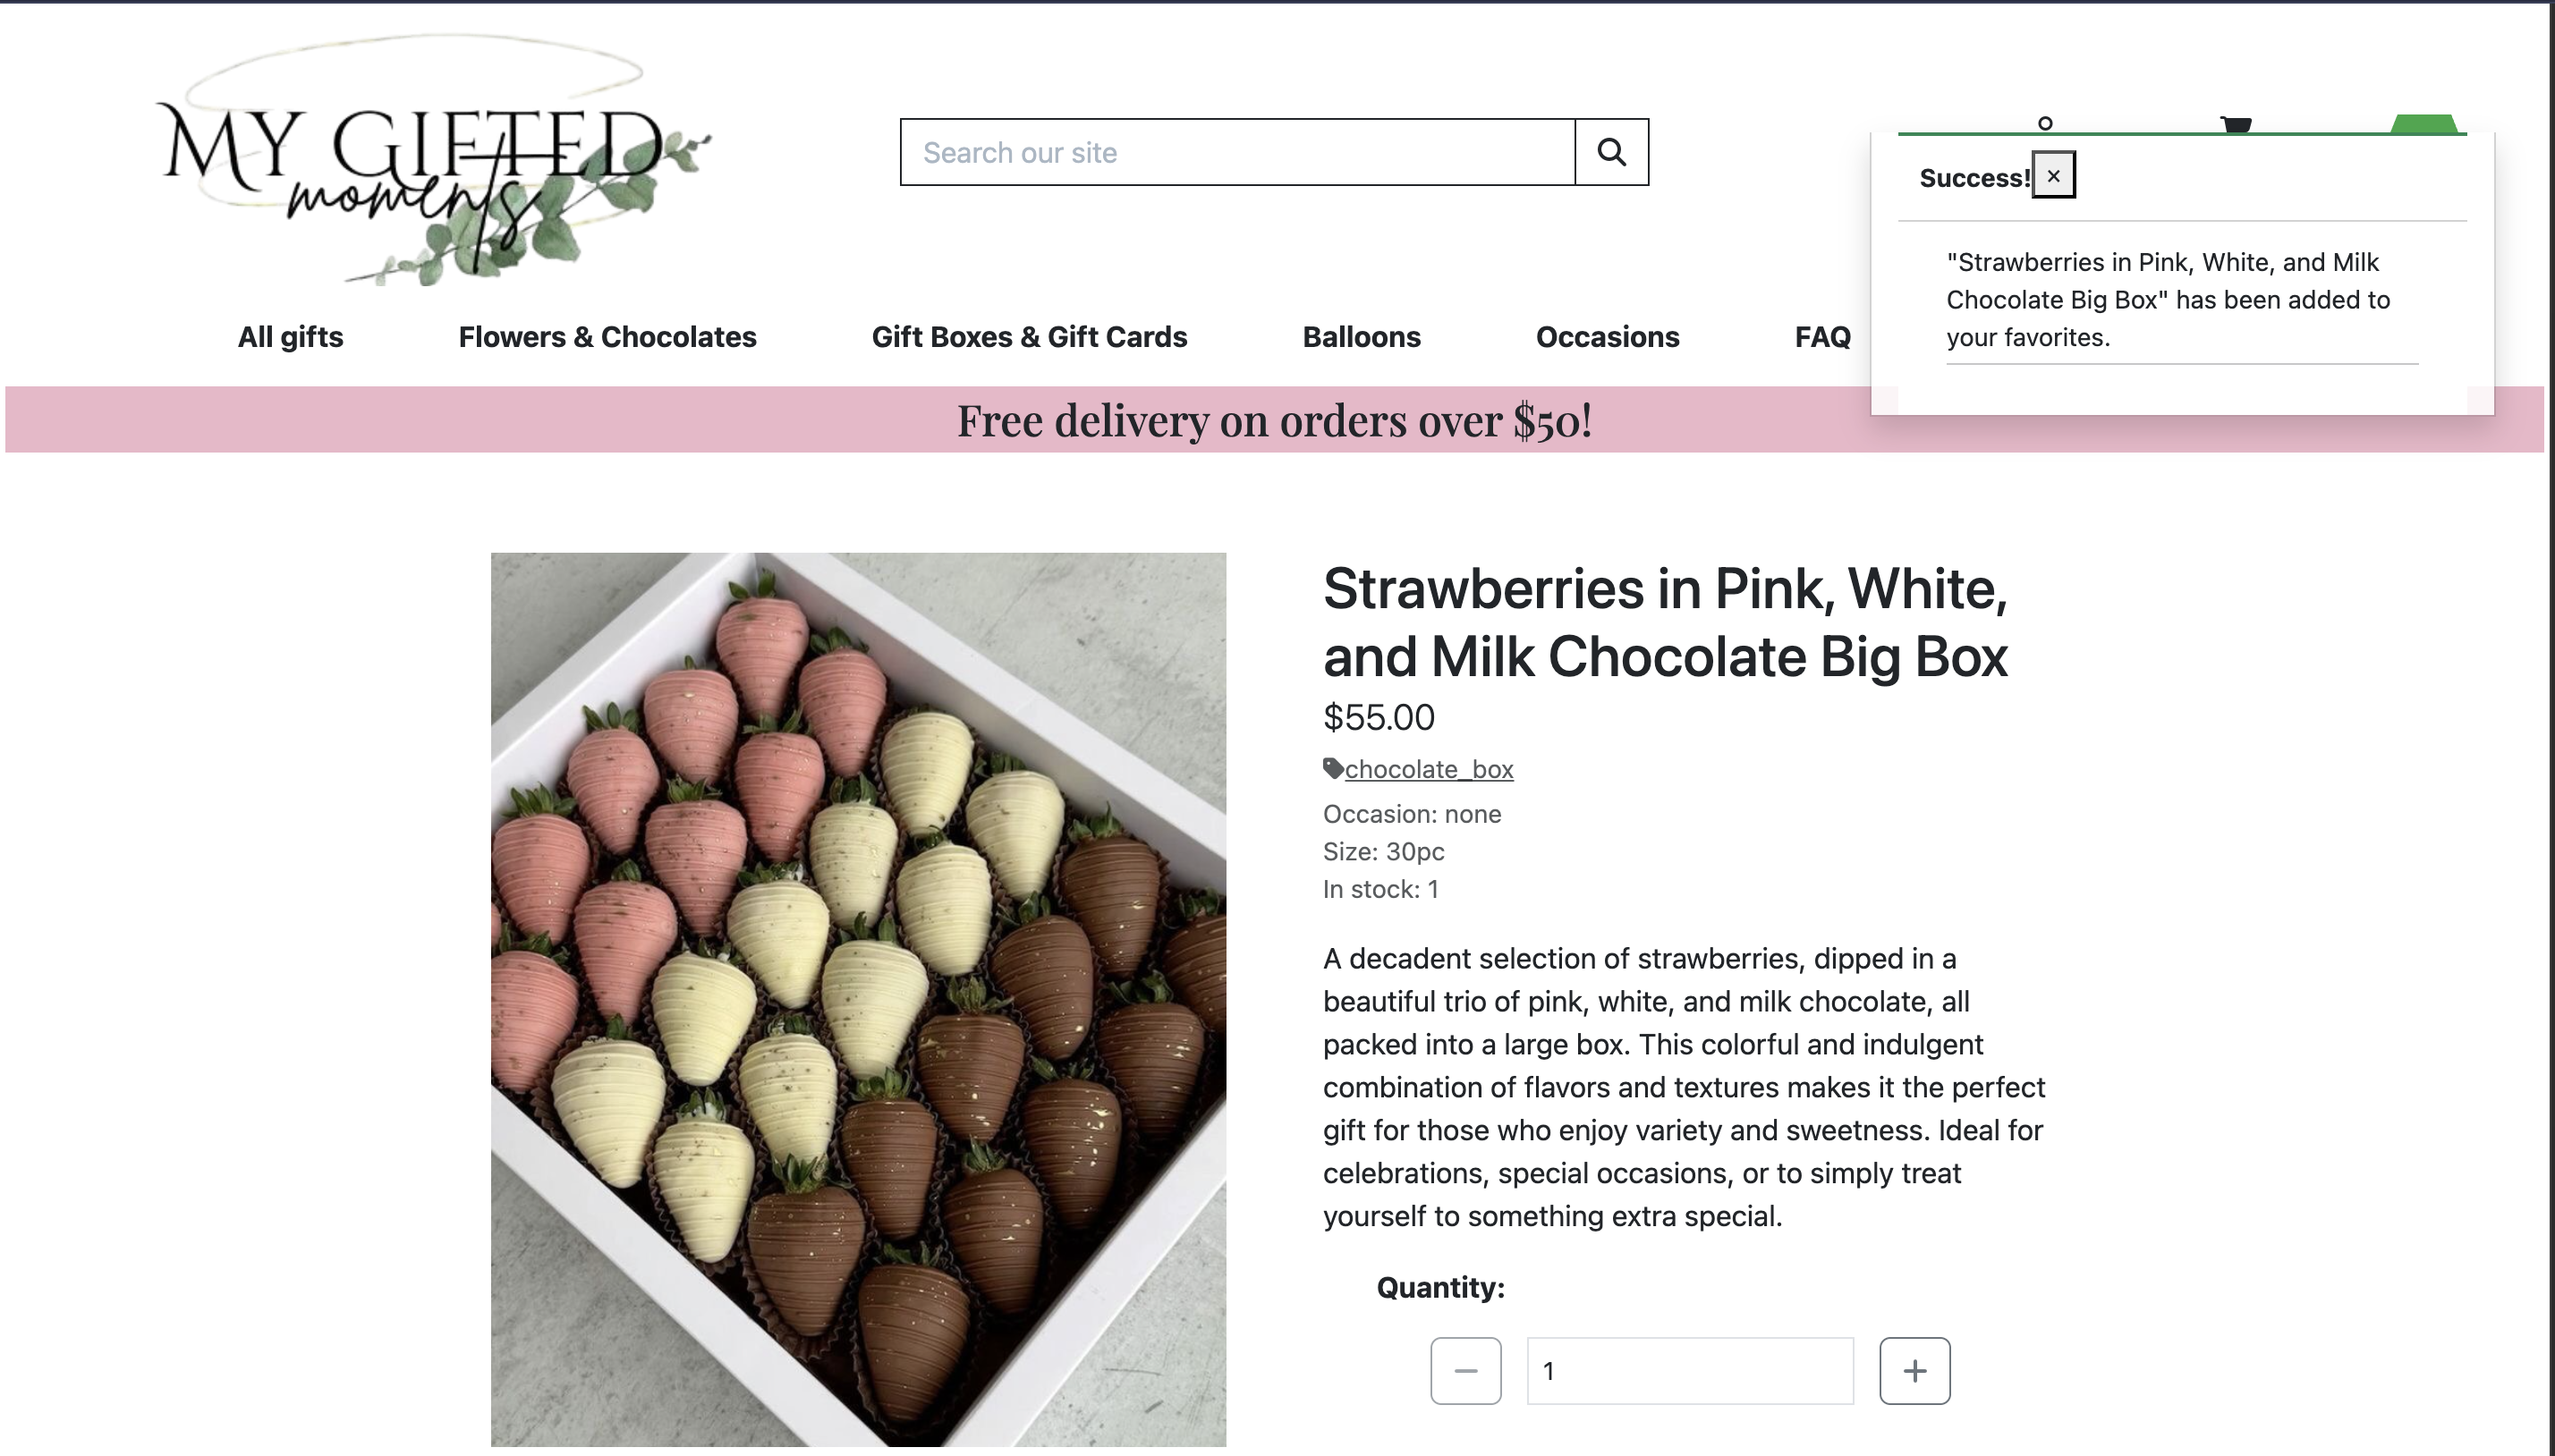 MY GIFTED
moments
Search our site
Success! ×
"Strawberries in Pink, White, and Milk
Chocolate Big Box" has been added to
your favorites.
All gifts Flowers & Chocolates Gift Boxes & Gift Cards Balloons Occasions FAQ
Free delivery on orders over $50!
Strawberries in Pink, White,
and Milk Chocolate Big Box
$55.00
chocolate_box
Occasion: none
Size: 30pc
In stock: 1
A decadent selection of strawberries, dipped in a
beautiful trio of pink, white, and milk chocolate, all
packed into a large box. This colorful and indulgent
combination of flavors and textures makes it the perfect
gift for those who enjoy variety and sweetness. Ideal for
celebrations, special occasions, or to simply treat
yourself to something extra special.
Quantity:
− 1 +